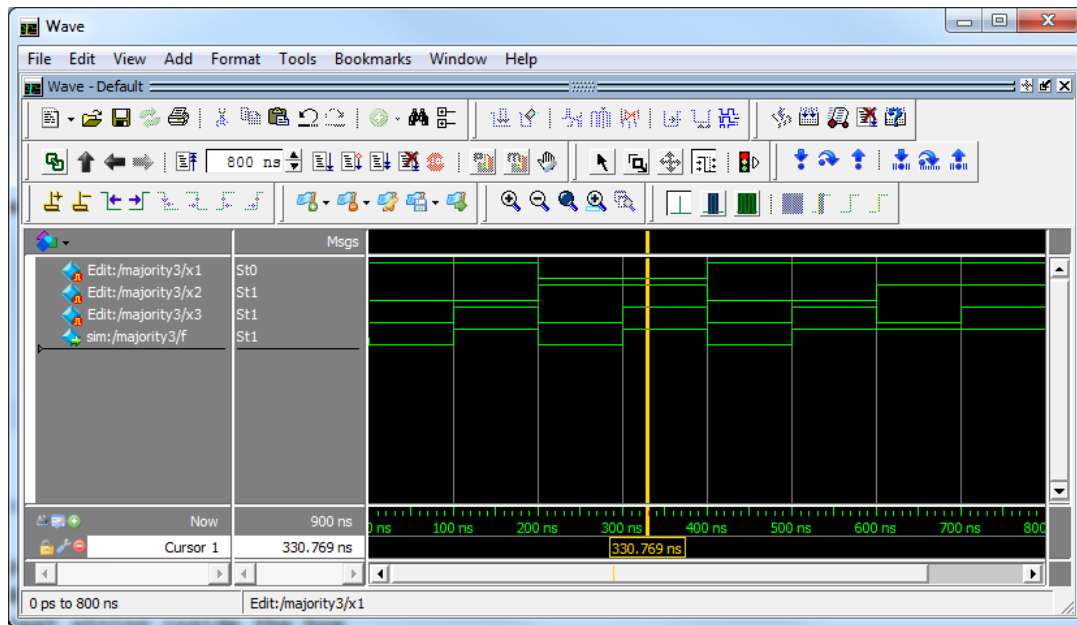 Wave
File Edit View Add Format Tools Bookmarks Window Help
Wave - Default
800 ns
Msgs
Edit:/majority3/x1 St0
Edit:/majority3/x2 St1
Edit:/majority3/x3 St1
sim:/majority3/f St1
Now 900 ns
ns 100 ns 200 ns 300 ns 400 ns 500 ns 600 ns 700 ns 800
Cursor 1 330.769 ns 330.769 ns
0 ps to 800 ns Edit:/majority3/x1